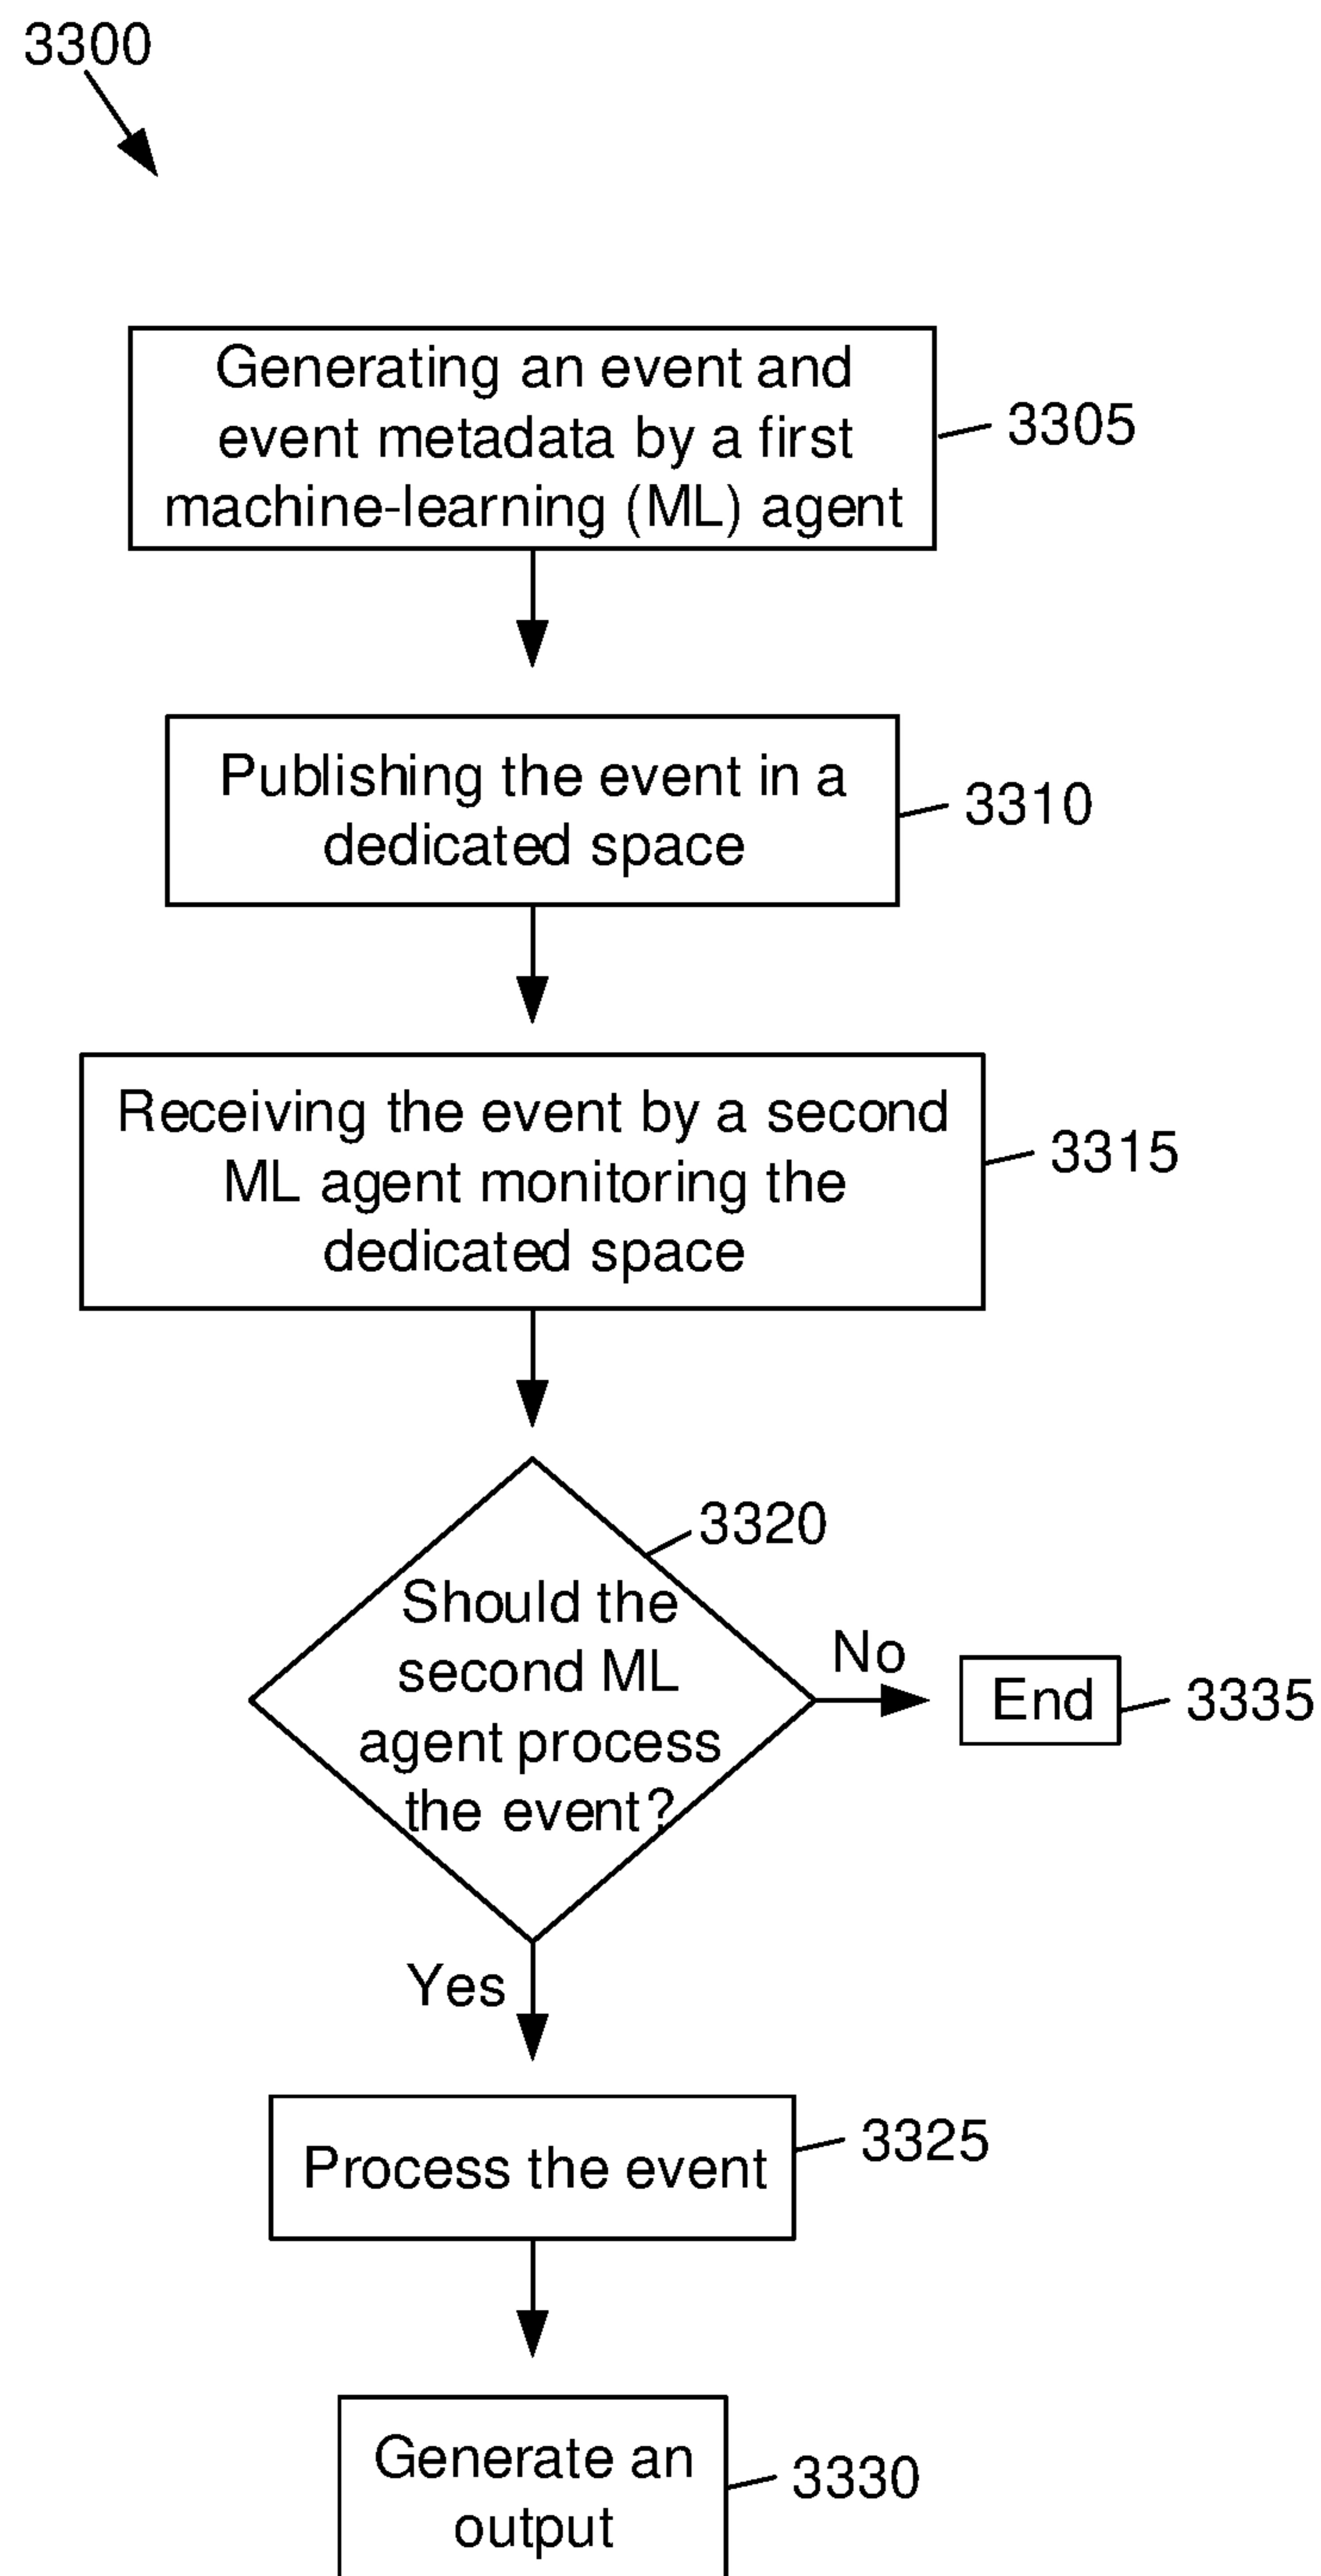 3300
Generating an event and
event metadata by a first
machine-learning (ML) agent
3305
Publishing the event in a
dedicated space
3310
Receiving the event by a second
ML agent monitoring the
dedicated space
3315
3320
Should the
second ML
agent process
the event?
No
End
3335
Yes
Process the event
3325
Generate an
output
3330